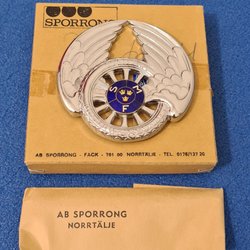 SPORRONG
S M
F
AB SPORRONG - FACK - 761 00 NORRTÄLJE - TEL. 0176/137 20
AB SPORRONG
NORRTÄLJE